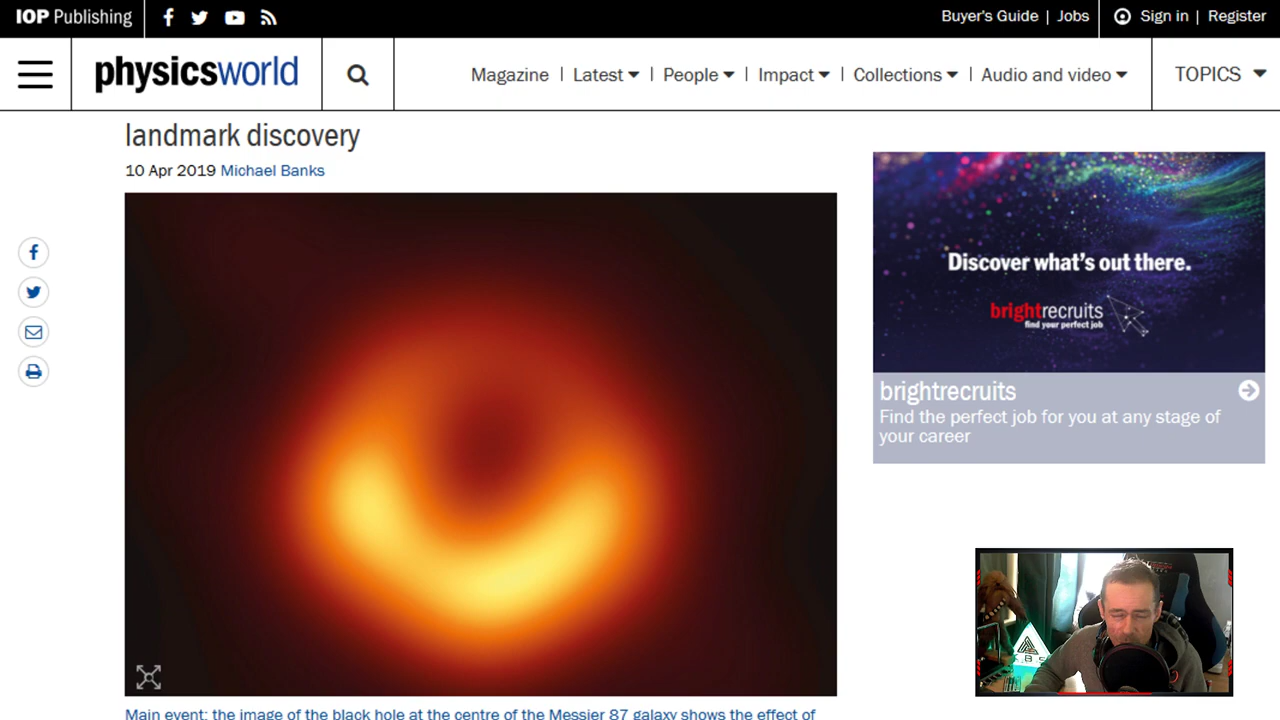 IOP Publishing
Buyer's Guide | Jobs
Sign in | Register
physicsworld
Magazine | Latest | People | Impact | Collections | Audio and video
TOPICS
landmark discovery
10 Apr 2019 Michael Banks
Discover what's out there.
brightrecruits
find your perfect job
brightrecruits
Find the perfect job for you at any stage of
your career
Main event: the image of the black hole at the centre of the Messier 87 galaxy shows the effect of